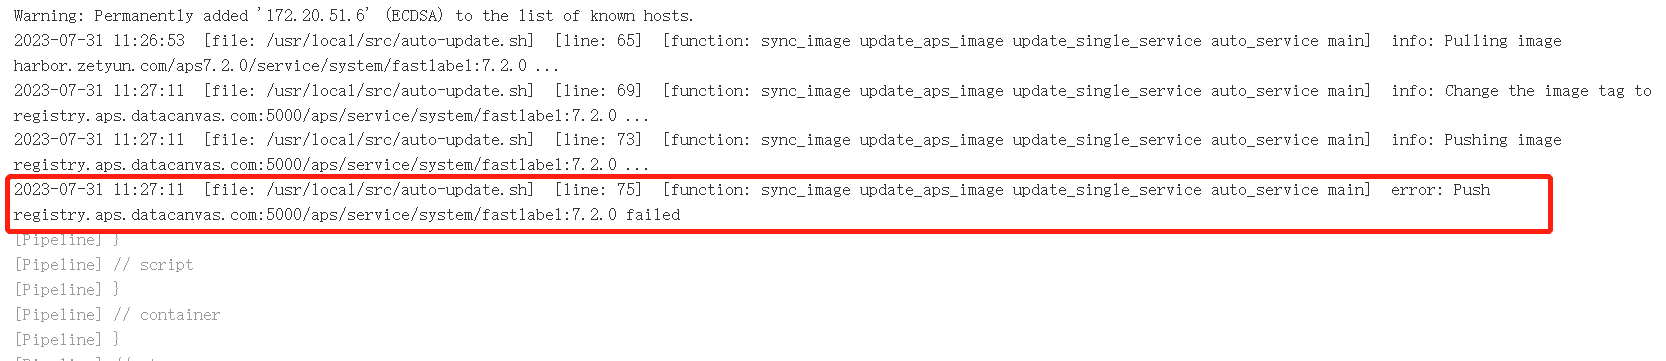 Warning: Permanently added '172.20.51.6' (ECDSA) to the list of known hosts.
2023-07-31 11:26:53  [file: /usr/local/src/auto-update.sh]  [line: 65]  [function: sync_image update_aps_image update_single_service auto_service main]  info: Pulling image
harbor.zetyun.com/aps7.2.0/service/system/fastlabel:7.2.0 ...
2023-07-31 11:27:11  [file: /usr/local/src/auto-update.sh]  [line: 69]  [function: sync_image update_aps_image update_single_service auto_service main]  info: Change the image tag to
registry.aps.datacanvas.com:5000/aps/service/system/fastlabel:7.2.0 ...
2023-07-31 11:27:11  [file: /usr/local/src/auto-update.sh]  [line: 73]  [function: sync_image update_aps_image update_single_service auto_service main]  info: Pushing image
registry.aps.datacanvas.com:5000/aps/service/system/fastlabel:7.2.0 ...
2023-07-31 11:27:11  [file: /usr/local/src/auto-update.sh]  [line: 75]  [function: sync_image update_aps_image update_single_service auto_service main]  error: Push
registry.aps.datacanvas.com:5000/aps/service/system/fastlabel:7.2.0 failed
[Pipeline] }
[Pipeline] // script
[Pipeline] }
[Pipeline] // container
[Pipeline] }